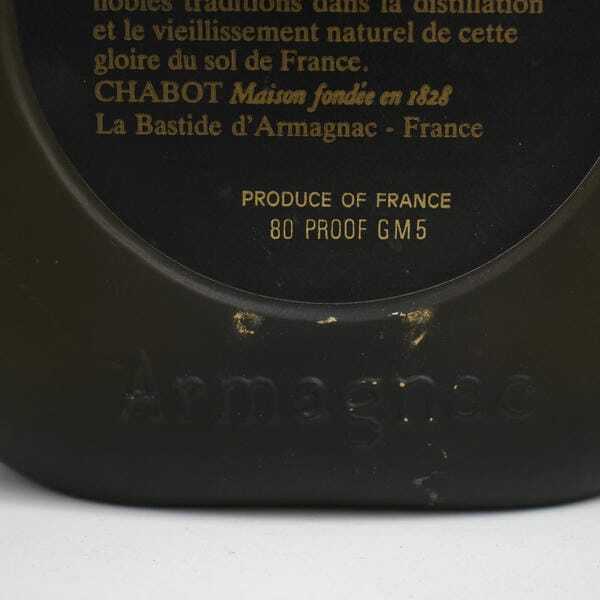 nobles traditions dans la distillation
et le vieillissement naturel de cette
gloire du sol de France.
CHABOT Maison fondée en 1828
La Bastide d'Armagnac - France
PRODUCE OF FRANCE
80 PROOF GM5
Armagnac